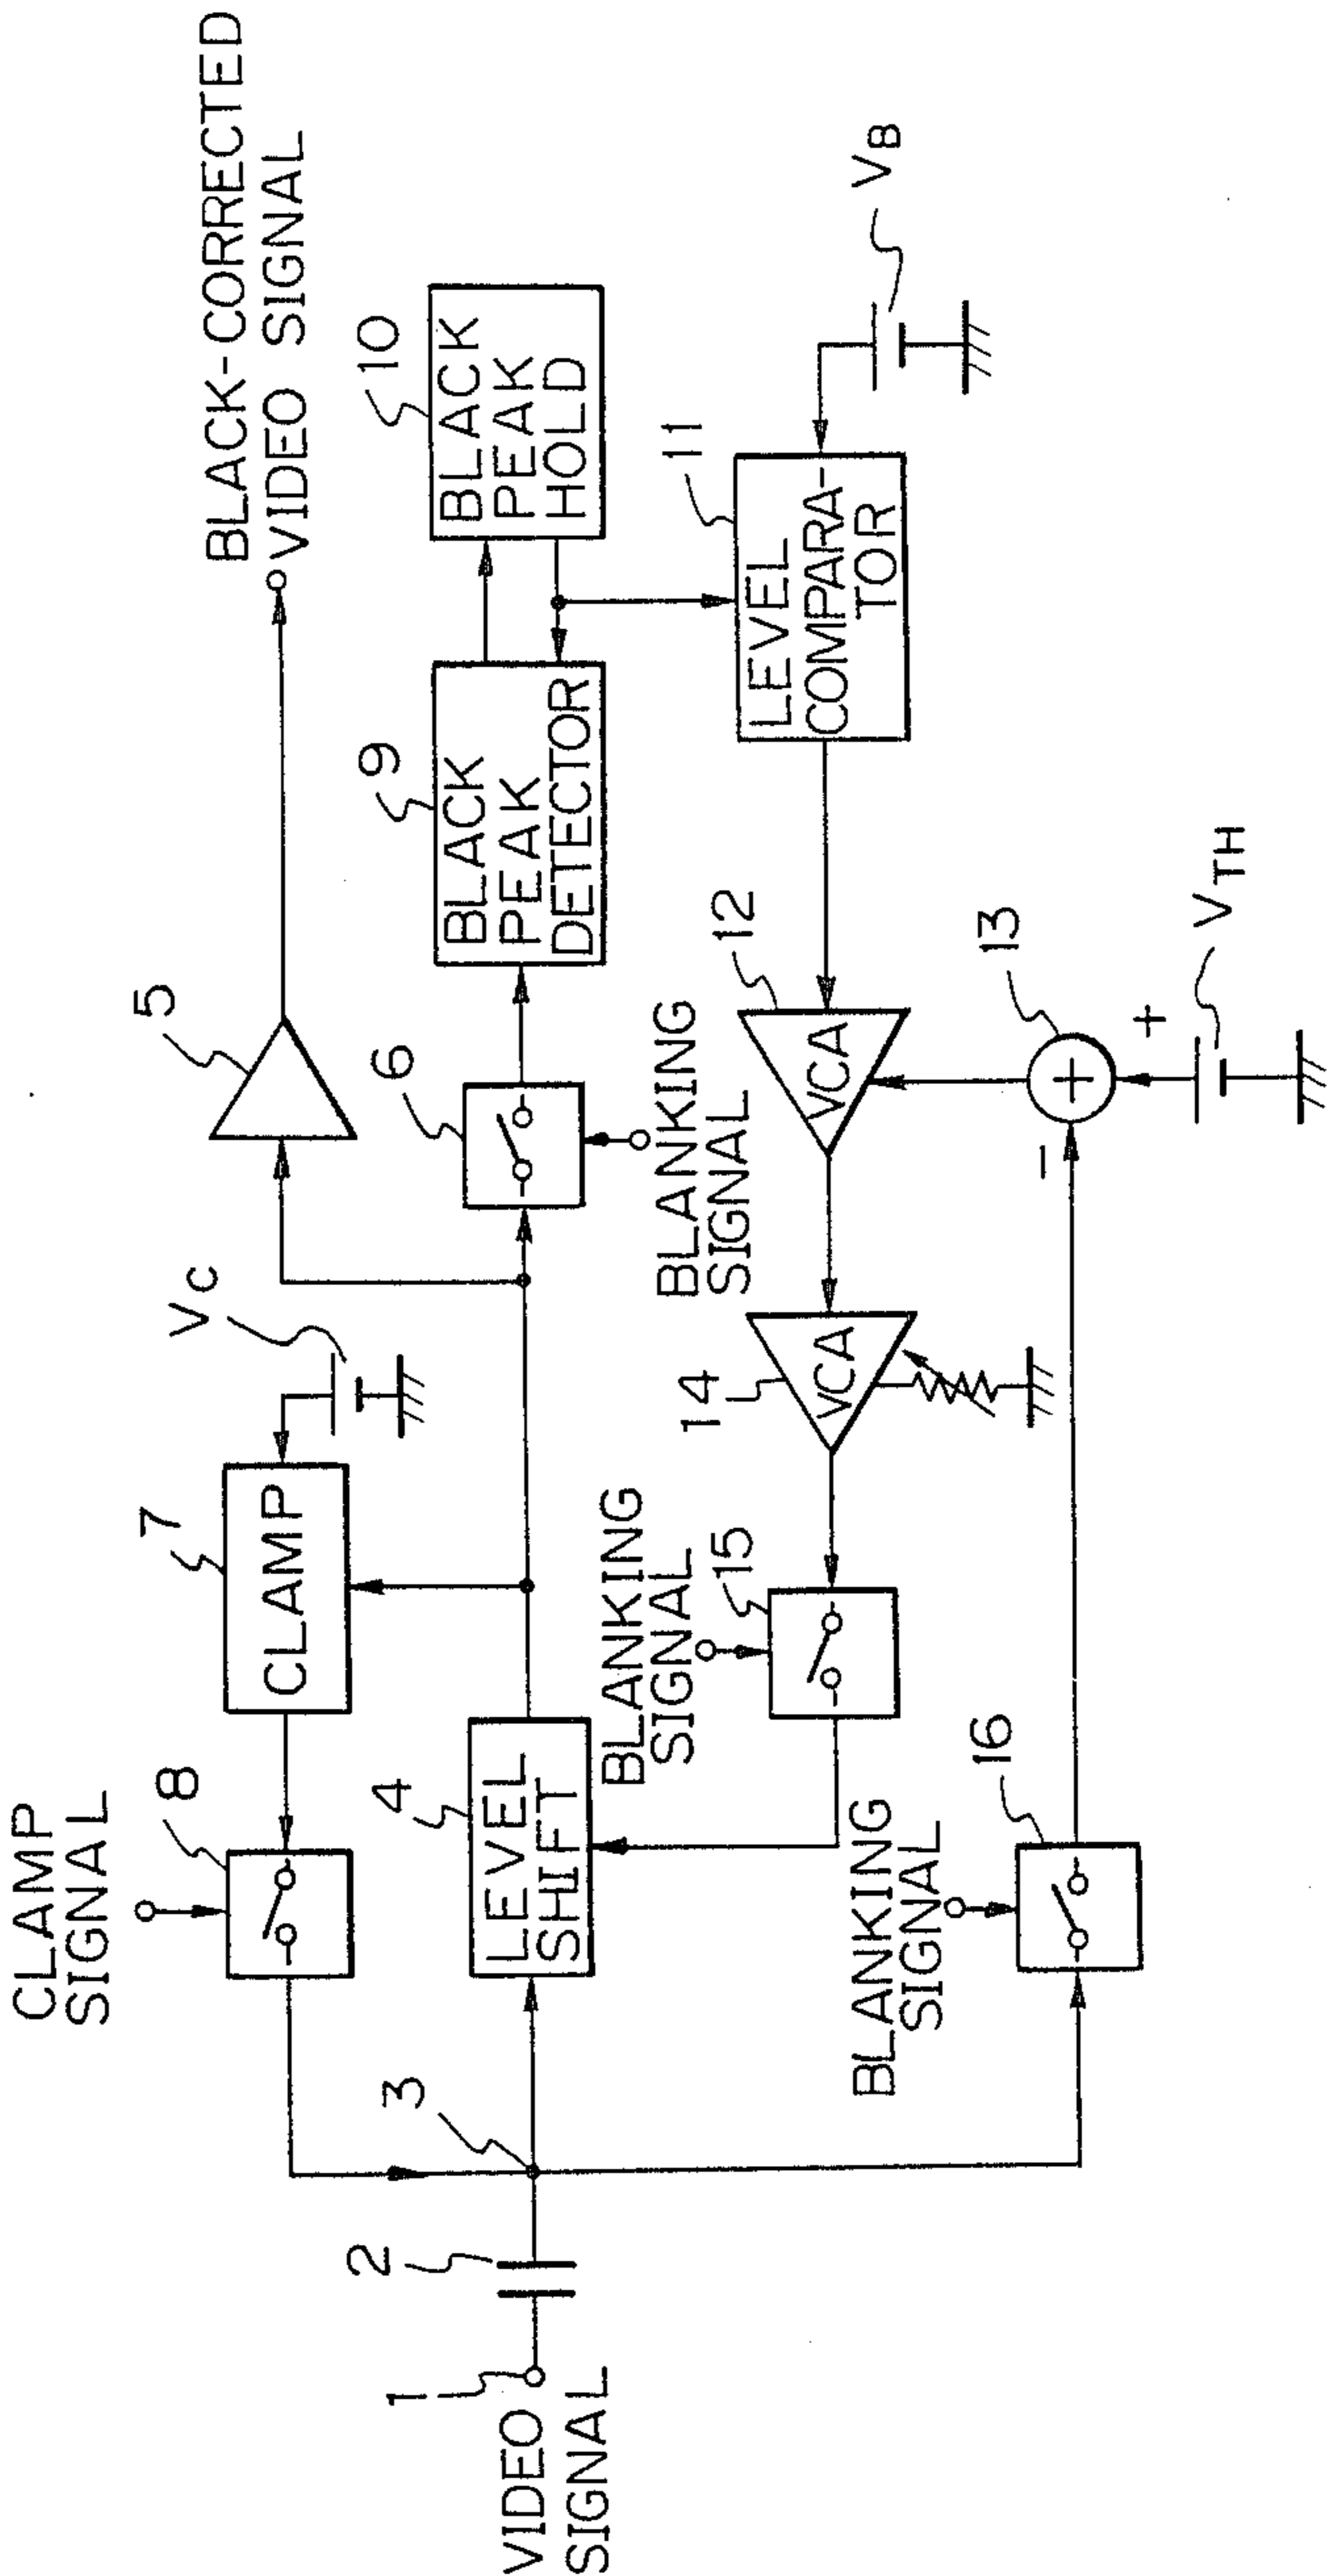 VIDEO
SIGNAL
1
2
3
CLAMP
SIGNAL
8
7
CLAMP
VC
4
LEVEL
SHIFT
5
BLACK-CORRECTED
VIDEO SIGNAL
6
BLANKING
SIGNAL
9
BLACK
PEAK
DETECTOR
10
BLACK
PEAK
HOLD
11
LEVEL
COMPARA-
TOR
VB
12
VCA
14
VCA
BLANKING
SIGNAL
15
BLANKING
SIGNAL
16
13
+
−
+
VTH